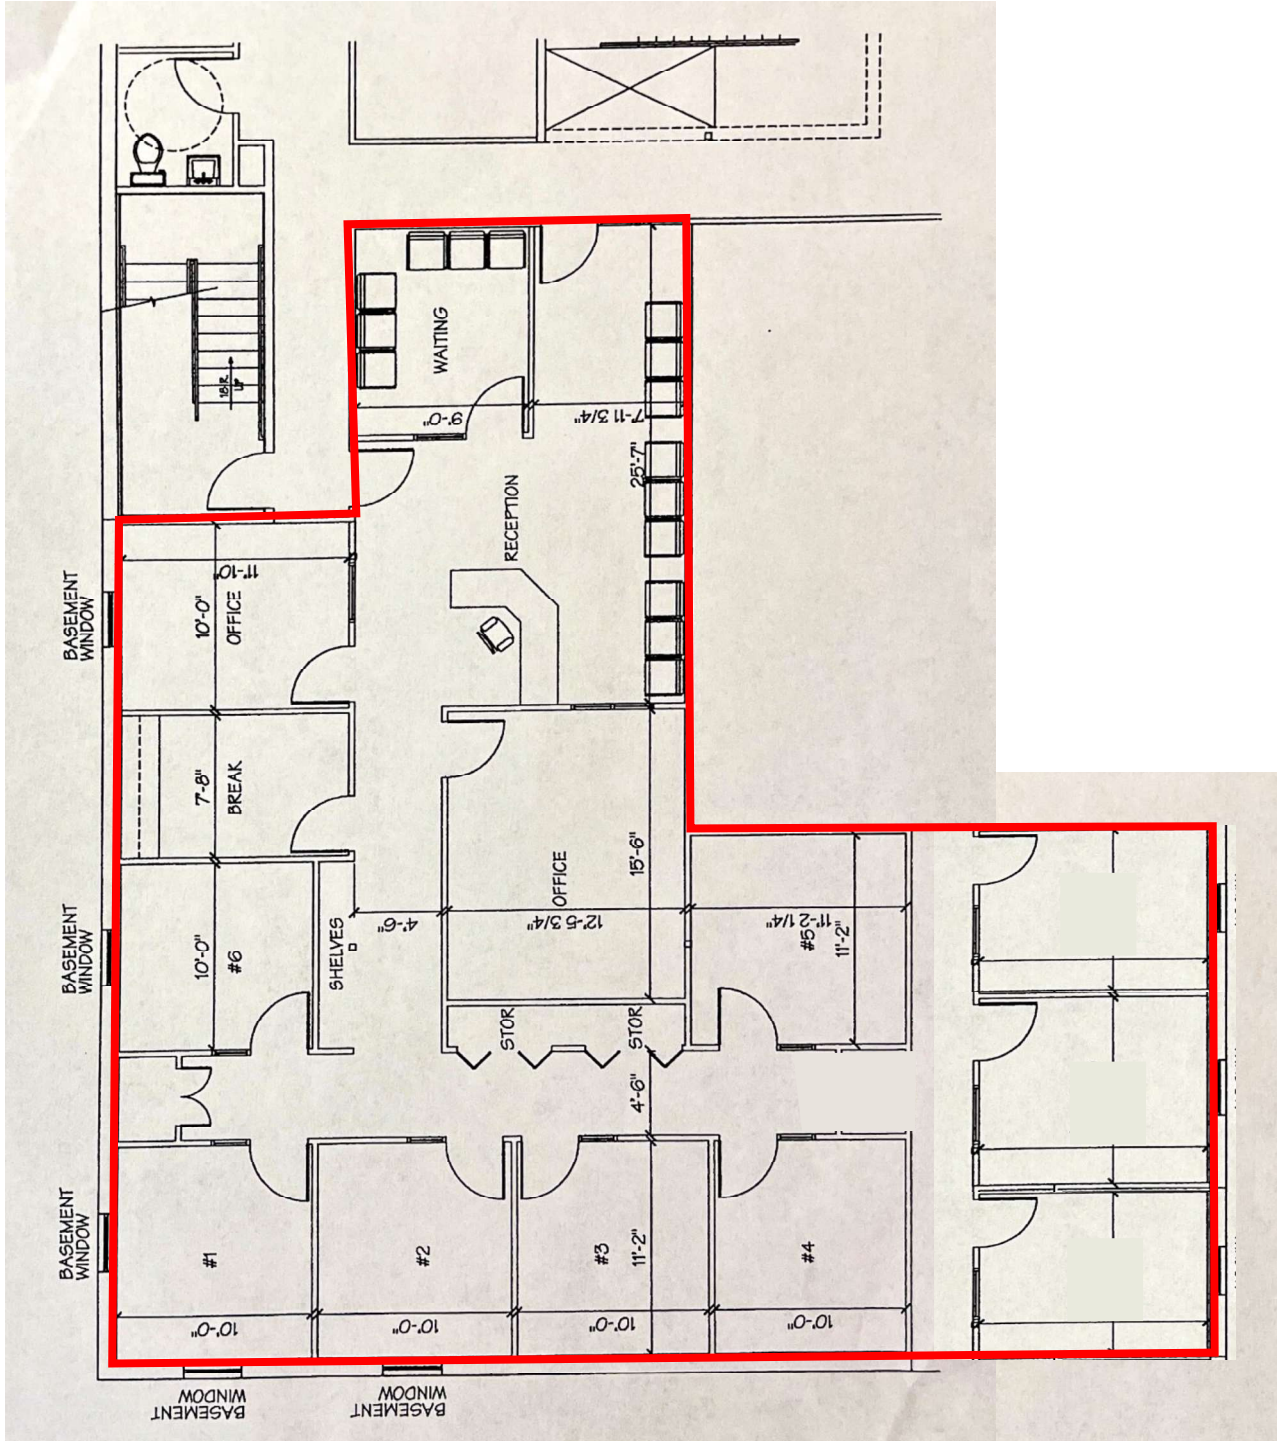 18 R
UP
WAITING
9'-0"
7'-11 3/4"
25'-7"
RECEPTION
11'-10"
10'-0"
OFFICE
BASEMENT
WINDOW
7'-8"
BREAK
OFFICE
15'-6"
4'-6"
12'-5 3/4"
11'-2 1/4"
#5
11'-2"
BASEMENT
WINDOW
10'-0"
#6
SHELVES
STOR
STOR
4'-6"
BASEMENT
WINDOW
#1
#2
#3
11'-2"
#4
10'-0"
10'-0"
10'-0"
10'-0"
BASEMENT
WINDOW
BASEMENT
WINDOW